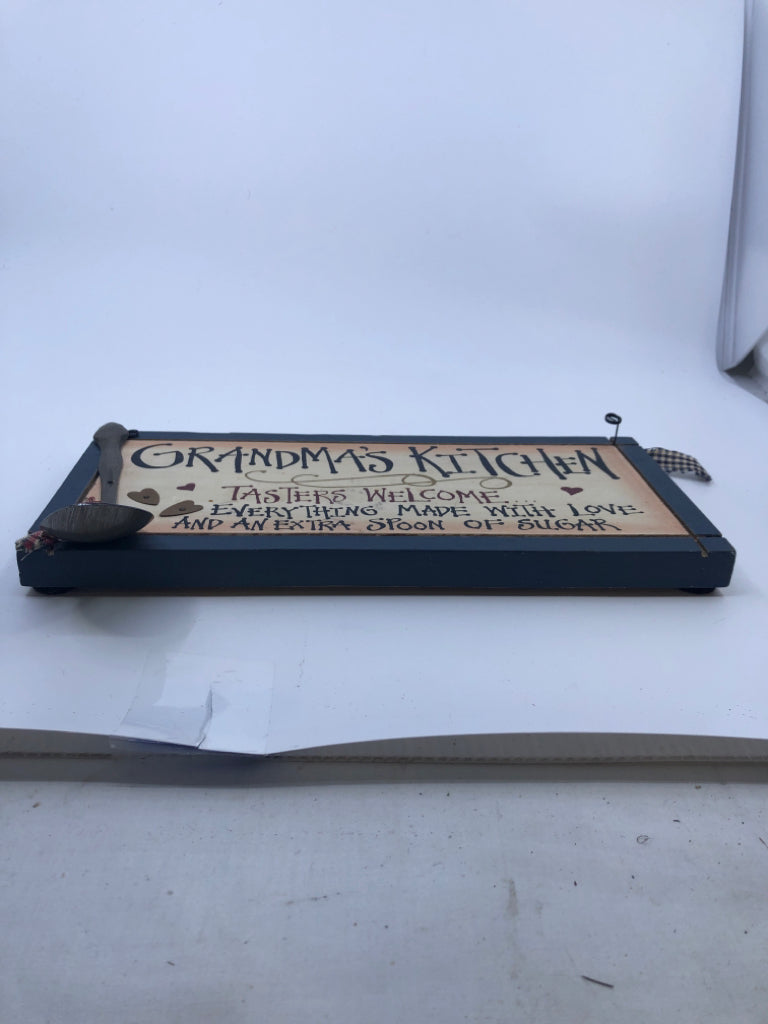 GRANDMA'S KITCHEN
TASTERS WELCOME....
EVERYTHING MADE WITH LOVE
AND AN EXTRA SPOON OF SUGAR